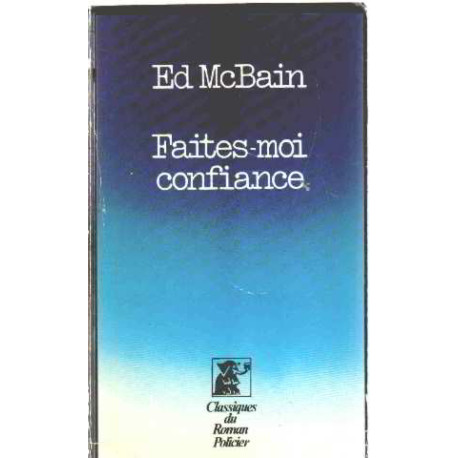 Ed McBain
Faites-moi
confiance
Classiques
du
Roman
Policier